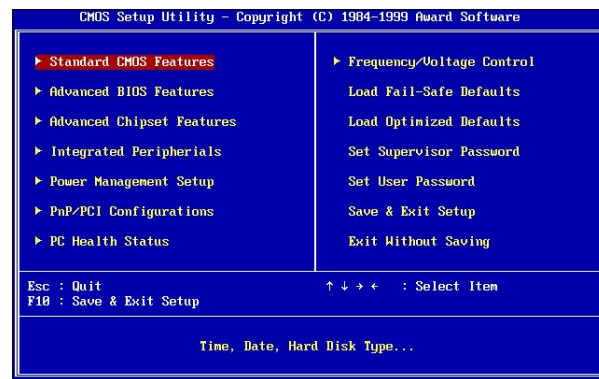 CMOS Setup Utility - Copyright (C) 1984-1999 Award Software
▶ Standard CMOS Features
▶ Advanced BIOS Features
▶ Advanced Chipset Features
▶ Integrated Peripherials
▶ Power Management Setup
▶ PnP/PCI Configurations
▶ PC Health Status
▶ Frequency/Voltage Control
Load Fail-Safe Defaults
Load Optimized Defaults
Set Supervisor Password
Set User Password
Save & Exit Setup
Exit Without Saving
Esc : Quit
F10 : Save & Exit Setup
↑ ↓ → ← : Select Item
Time, Date, Hard Disk Type...